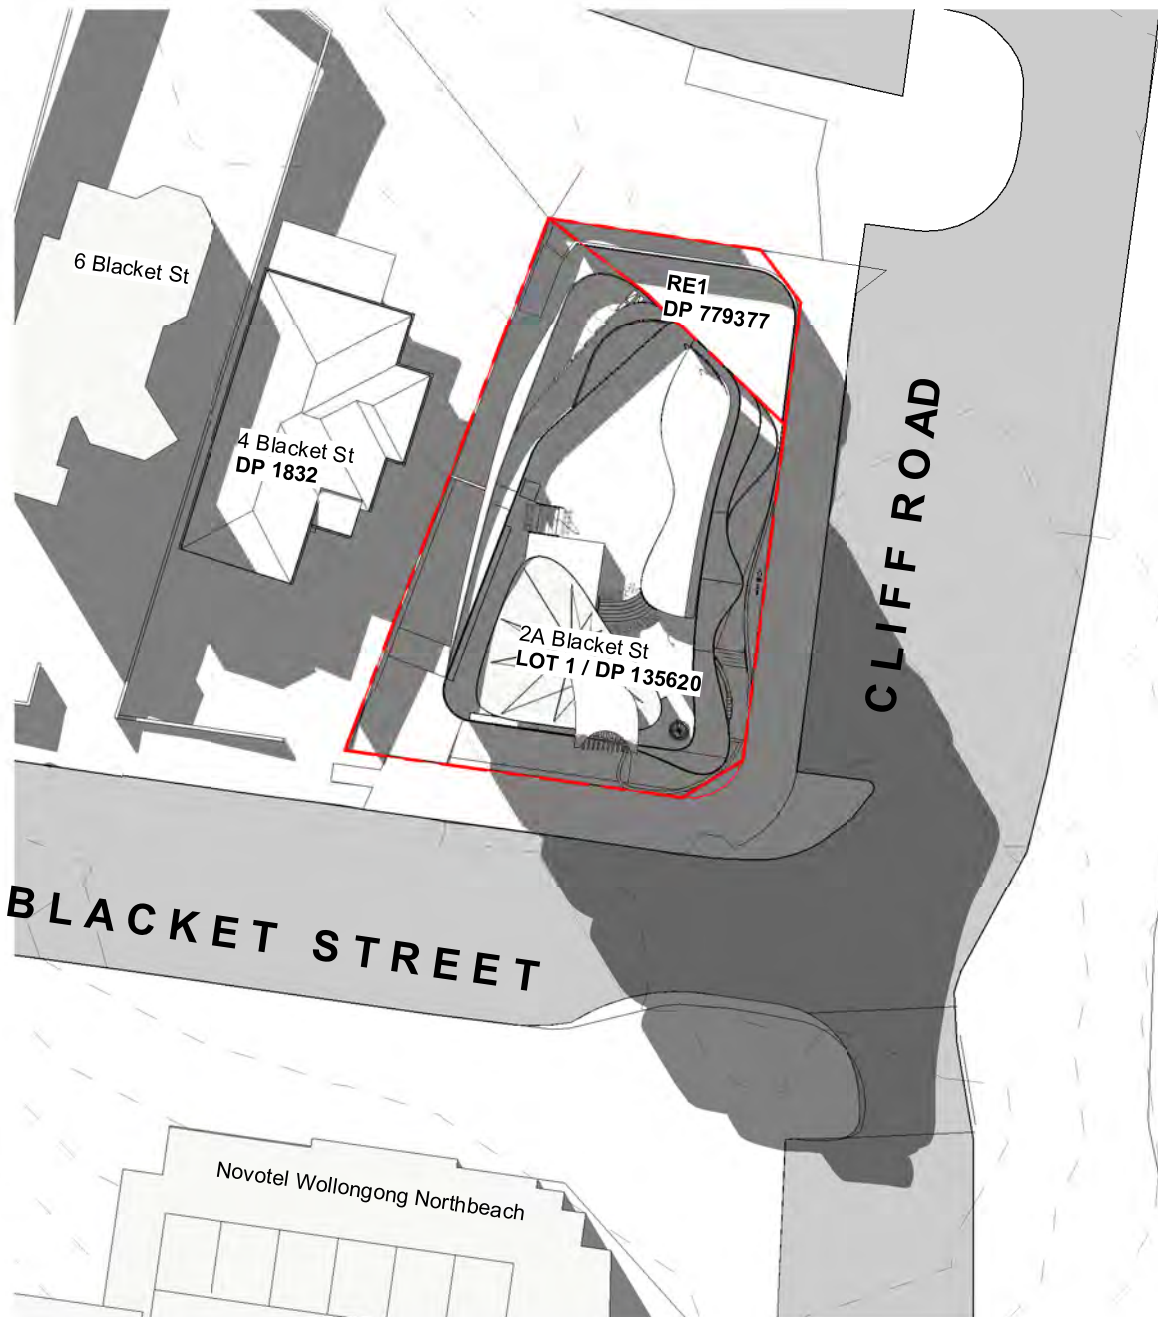 6 Blacket St
RE1
DP 779377
4 Blacket St
DP 1832
CLIFF ROAD
2A Blacket St
LOT 1 / DP 135620
BLACKET STREET
Novotel Wollongong Northbeach